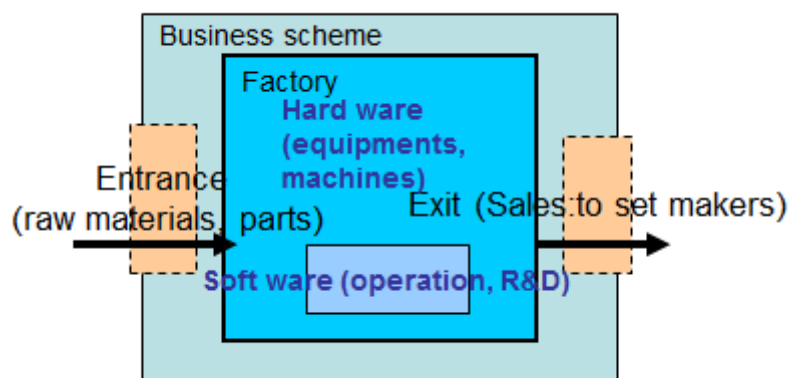 Business scheme
Factory
Hard ware
(equipments,
machines)
Entrance
(raw materials, parts)
Exit (Sales:to set makers)
Soft ware (operation, R&D)